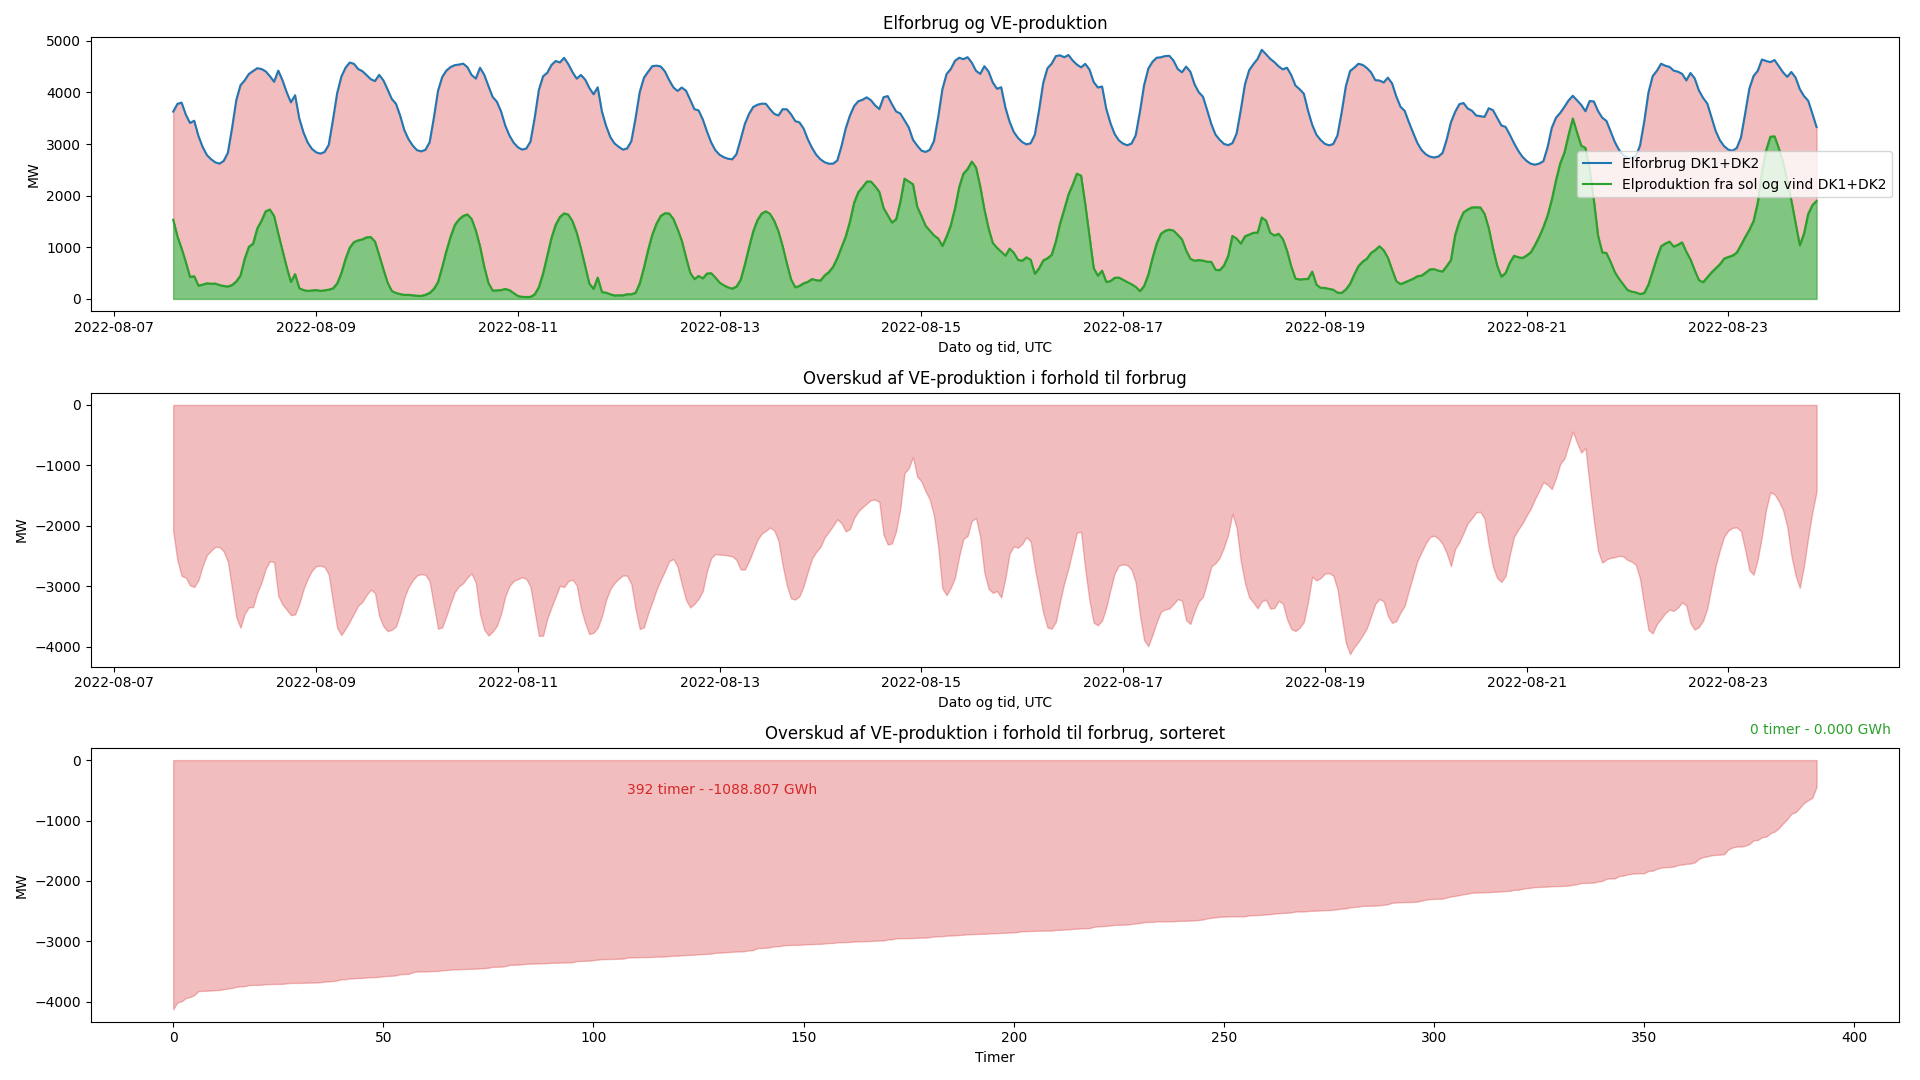 Elforbrug og VE-produktion
5000
4000
3000
2000
1000
0
MW
Elforbrug DK1+DK2
Elproduktion fra sol og vind DK1+DK2
2022-08-07 2022-08-09 2022-08-11 2022-08-13 2022-08-15 2022-08-17 2022-08-19 2022-08-21 2022-08-23
Dato og tid, UTC
Overskud af VE-produktion i forhold til forbrug
0
−1000
−2000
−3000
−4000
MW
2022-08-07 2022-08-09 2022-08-11 2022-08-13 2022-08-15 2022-08-17 2022-08-19 2022-08-21 2022-08-23
Dato og tid, UTC
Overskud af VE-produktion i forhold til forbrug, sorteret
0 timer - 0.000 GWh
392 timer - -1088.807 GWh
0
−1000
−2000
−3000
−4000
MW
0 50 100 150 200 250 300 350 400
Timer